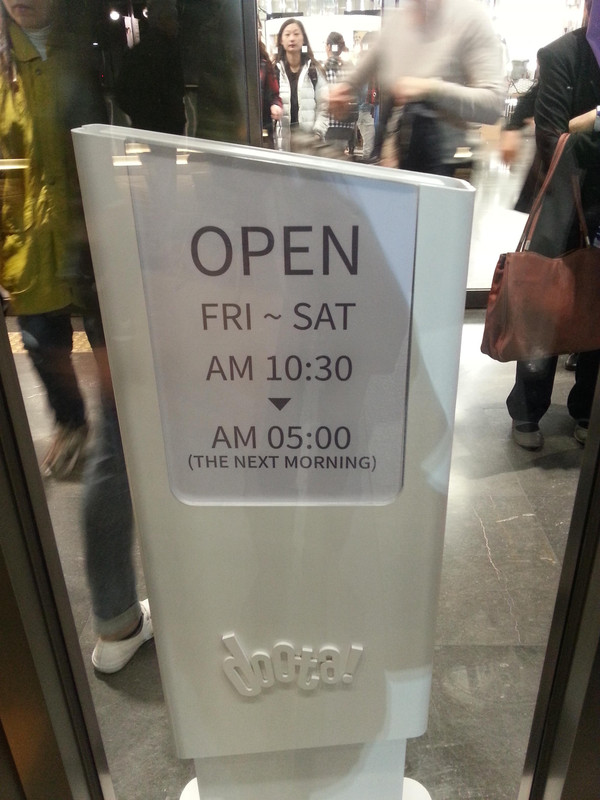 OPEN
FRI ~ SAT
AM 10:30
▼
AM 05:00
(THE NEXT MORNING)
doota!